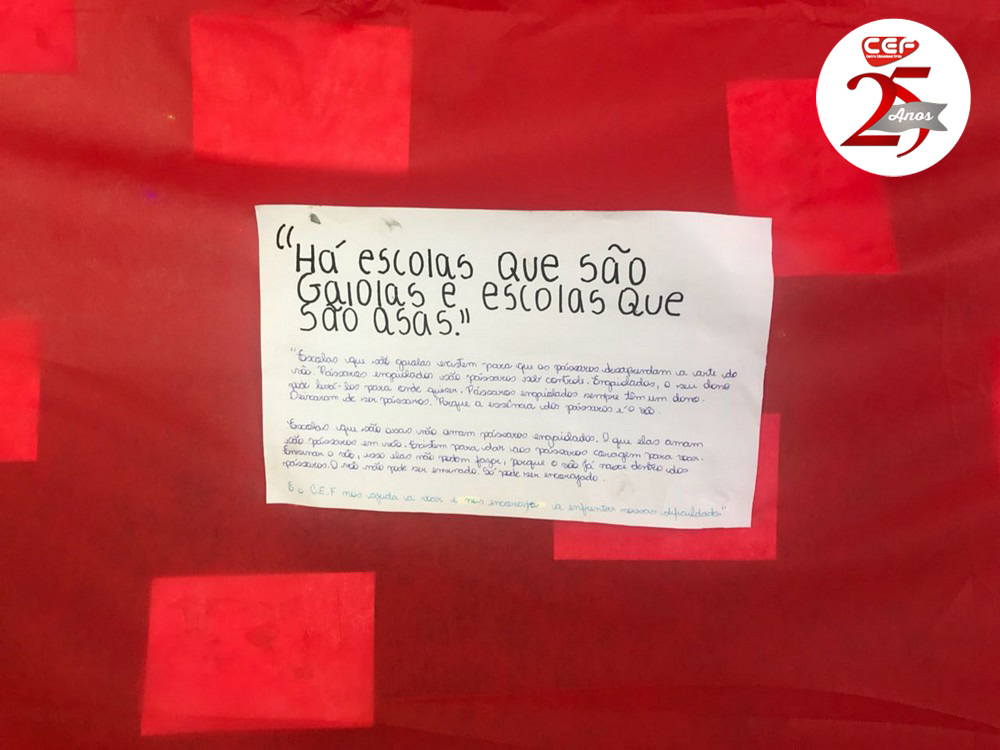 CEF
25
Anos
"Há escolas que são
Gaiolas e escolas que
são asas."
"Escolas que são gaiolas existem para que os pássaros desaprendam a arte do
vôo. Pássaros engaiolados são pássaros sob controle. Engaiolados, o seu dono
pode levá-los para onde quiser. Pássaros engaiolados sempre têm um dono.
Deixaram de ser pássaros. Porque a essência dos pássaros é o vôo.
Escolas que são asas não amam pássaros engaiolados. O que elas amam
são pássaros em vôo. Existem para dar aos pássaros coragem para voar.
Ensinar o vôo, isso elas não podem fazer, porque o vôo já nasce dentro dos
pássaros. O vôo não pode ser ensinado. Só pode ser encorajado.
E o C.E.F nos ajuda a voar e nos encoraja a enfrentar nossas dificuldades"